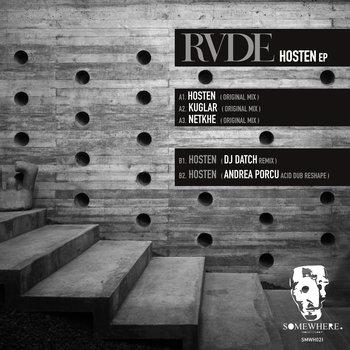 RVDE HOSTEN EP
A1. HOSTEN ( ORIGINAL MIX )
A2. KUGLAR ( ORIGINAL MIX )
A3. NETKHE ( ORIGINAL MIX )
B1. HOSTEN ( DJ DATCH REMIX )
B2. HOSTEN ( ANDREA PORCU ACID DUB RESHAPE )
SOMEWHERE.
SMWH021